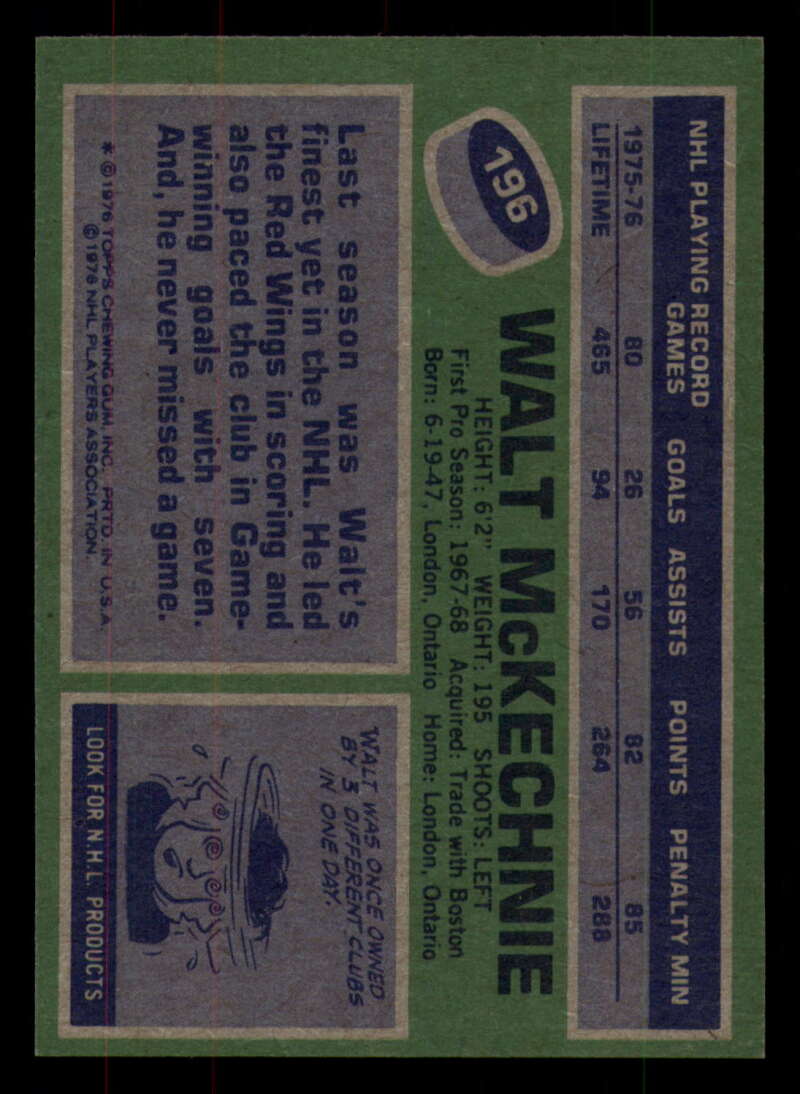 NHL PLAYING RECORD
GAMES GOALS ASSISTS POINTS PENALTY MIN
1975-76 80 26 56 82 85
LIFETIME 465 94 170 264 288
196
WALT McKECHNIE
HEIGHT: 6'2" WEIGHT: 195 SHOOTS: LEFT
First Pro Season: 1967-68 Acquired: Trade with Boston
Born: 6-19-47, London, Ontario Home: London, Ontario
Last season was Walt's
finest yet in the NHL. He led
the Red Wings in scoring and
also paced the club in Game-
winning goals with seven.
And, he never missed a game.
* ©1976 TOPPS CHEWING GUM, INC. PRTD. IN U.S.A.
©1976 NHL PLAYERS ASSOCIATION.
WALT WAS ONCE OWNED
BY 3 DIFFERENT CLUBS
IN ONE DAY.
LOOK FOR N.H.L. PRODUCTS